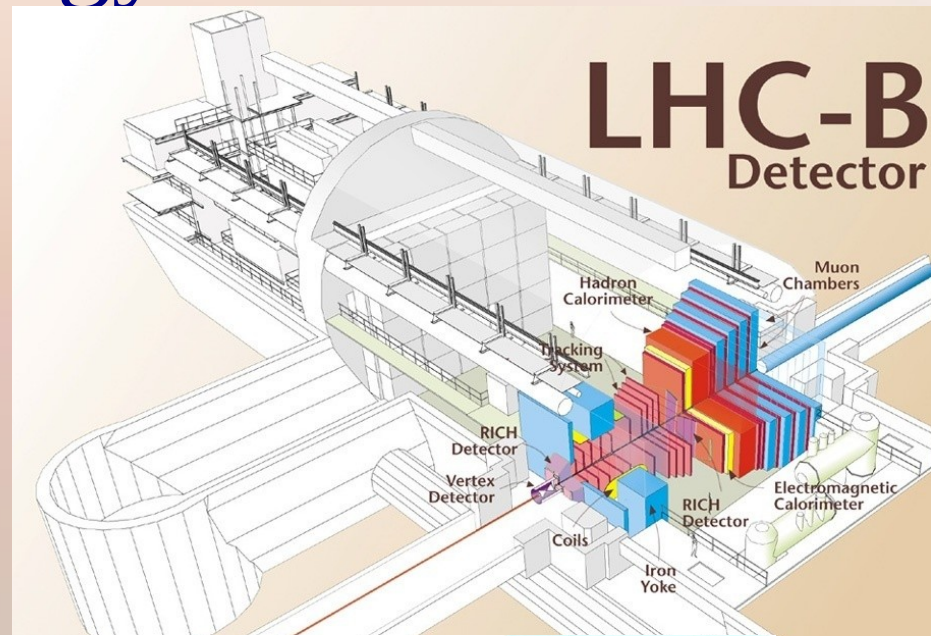 LHC-B
Detector
Muon
Chambers
Hadron
Calorimeter
Tracking
System
RICH
Detector
Vertex
Detector
Coils
Iron
Yoke
RICH
Detector
Electromagnetic
Calorimeter